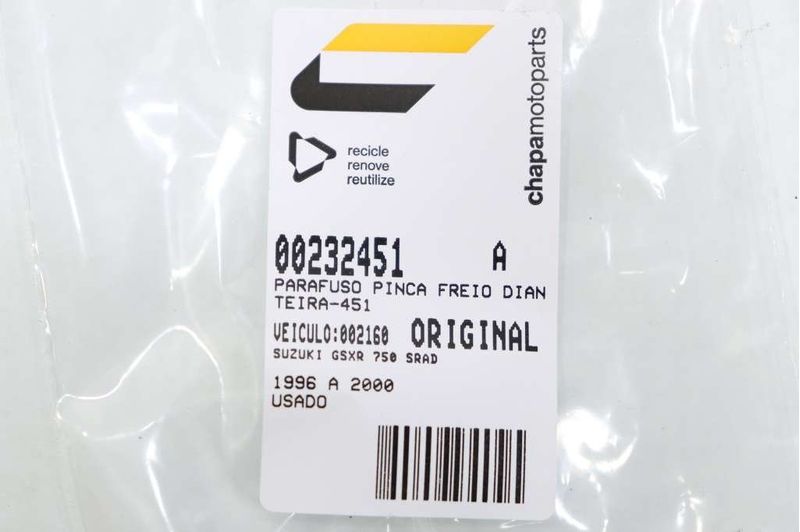 chapamotoparts
recicle
renove
reutilize
00232451 A
PARAFUSO PINCA FREIO DIAN
TEIRA-451
VEICULO:002160 ORIGINAL
SUZUKI GSXR 750 SRAD
1996 A 2000
USADO